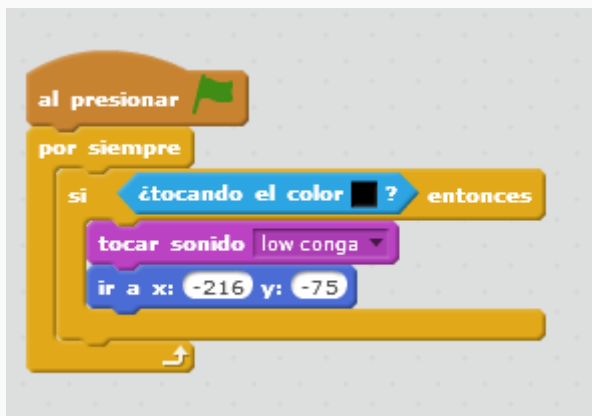 al presionar
por siempre
si ¿tocando el color ? entonces
tocar sonido low conga
ir a x: -216 y: -75